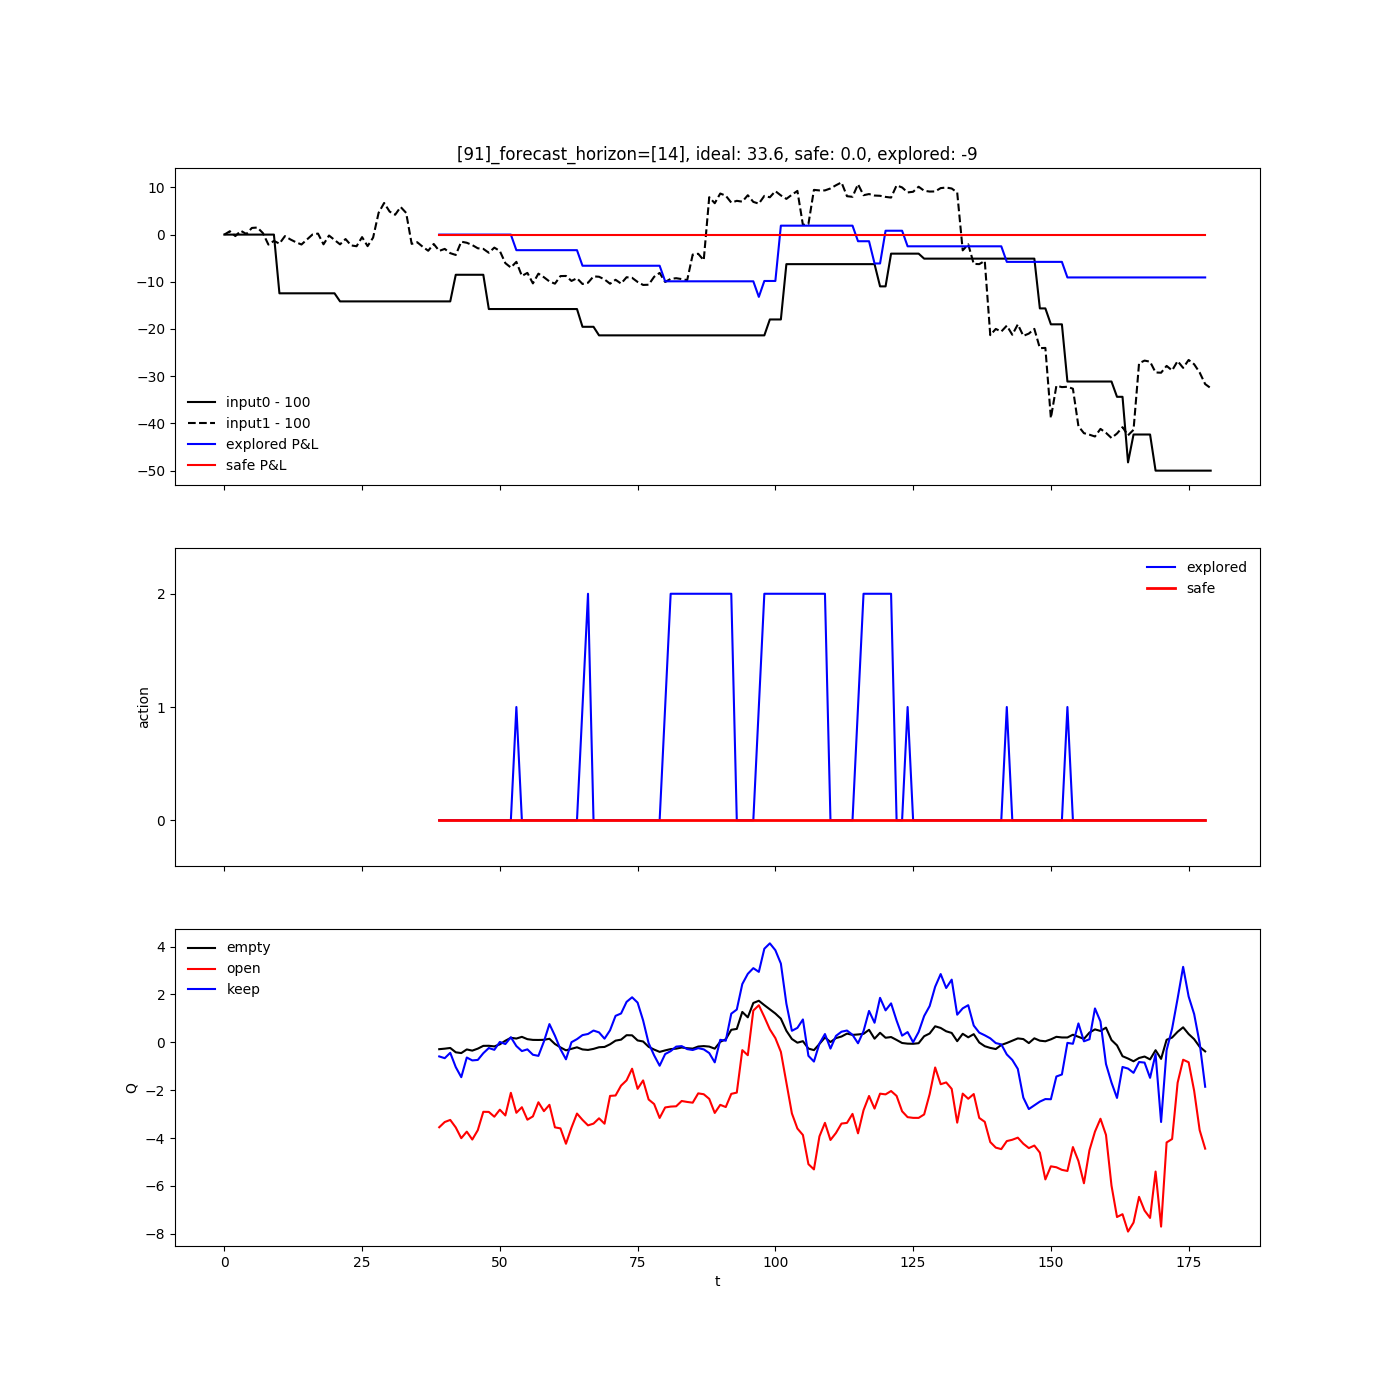 [91]_forecast_horizon=[14], ideal: 33.6, safe: 0.0, explored: -9
10
0
−10
−20
−30
−40
−50
input0 - 100
input1 - 100
explored P&L
safe P&L
2
1
0
action
explored
safe
4
2
0
−2
−4
−6
−8
Q
empty
open
keep
0
25
50
75
100
125
150
175
t